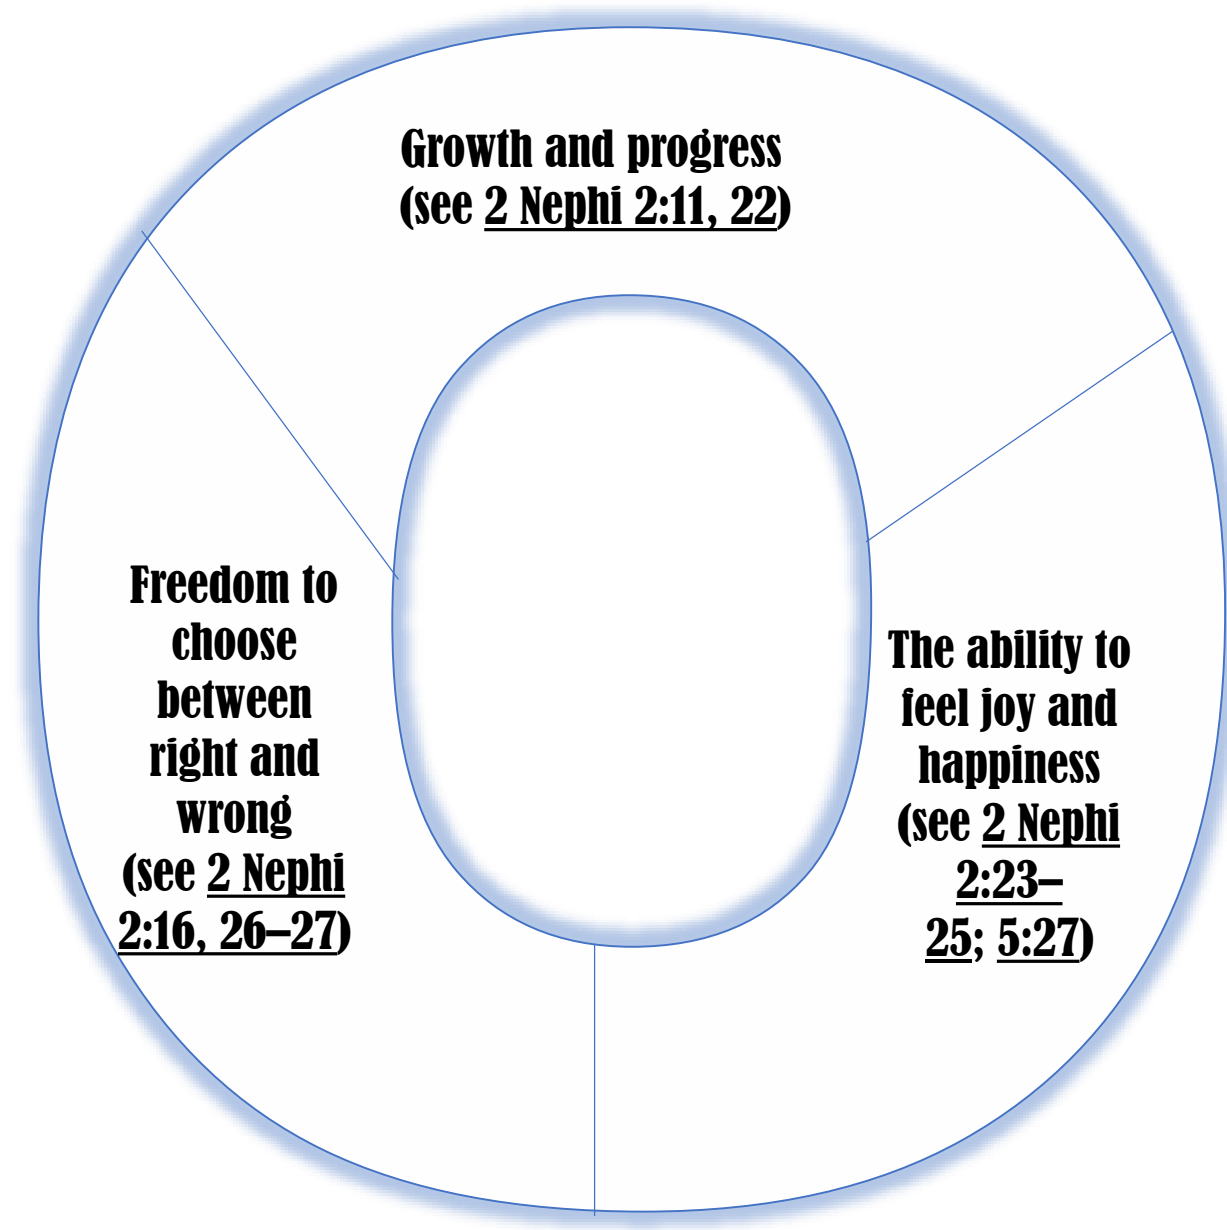 Growth and progress
(see 2 Nephi 2:11, 22)
Freedom to
choose
between
right and
wrong
(see 2 Nephi
2:16, 26–27)
The ability to
feel joy and
happiness
(see 2 Nephi
2:23–
25; 5:27)